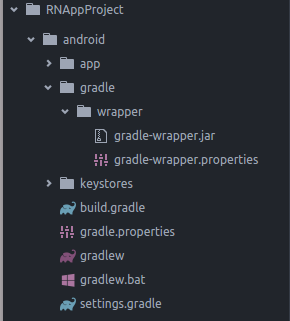 RNAppProject
android
app
gradle
wrapper
gradle-wrapper.jar
gradle-wrapper.properties
keystores
build.gradle
gradle.properties
gradlew
gradlew.bat
settings.gradle